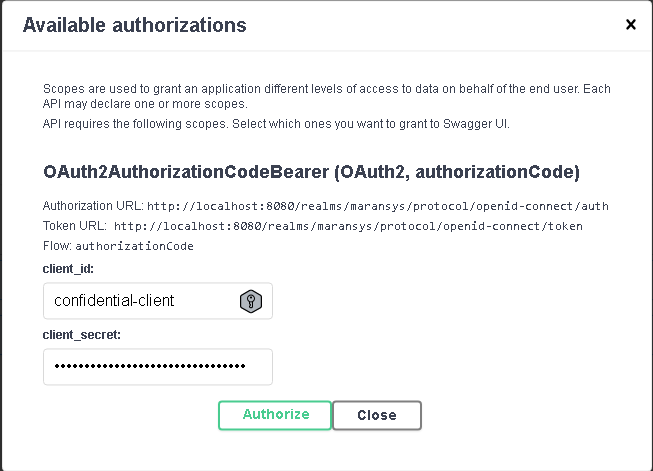 Available authorizations
×
Scopes are used to grant an application different levels of access to data on behalf of the end user. Each
API may declare one or more scopes.
API requires the following scopes. Select which ones you want to grant to Swagger UI.
OAuth2AuthorizationCodeBearer (OAuth2, authorizationCode)
Authorization URL: http://localhost:8080/realms/maransys/protocol/openid-connect/auth
Token URL: http://localhost:8080/realms/maransys/protocol/openid-connect/token
Flow: authorizationCode
client_id:
confidential-client
client_secret:
••••••••••••••••••••••••••••••••
Authorize Close